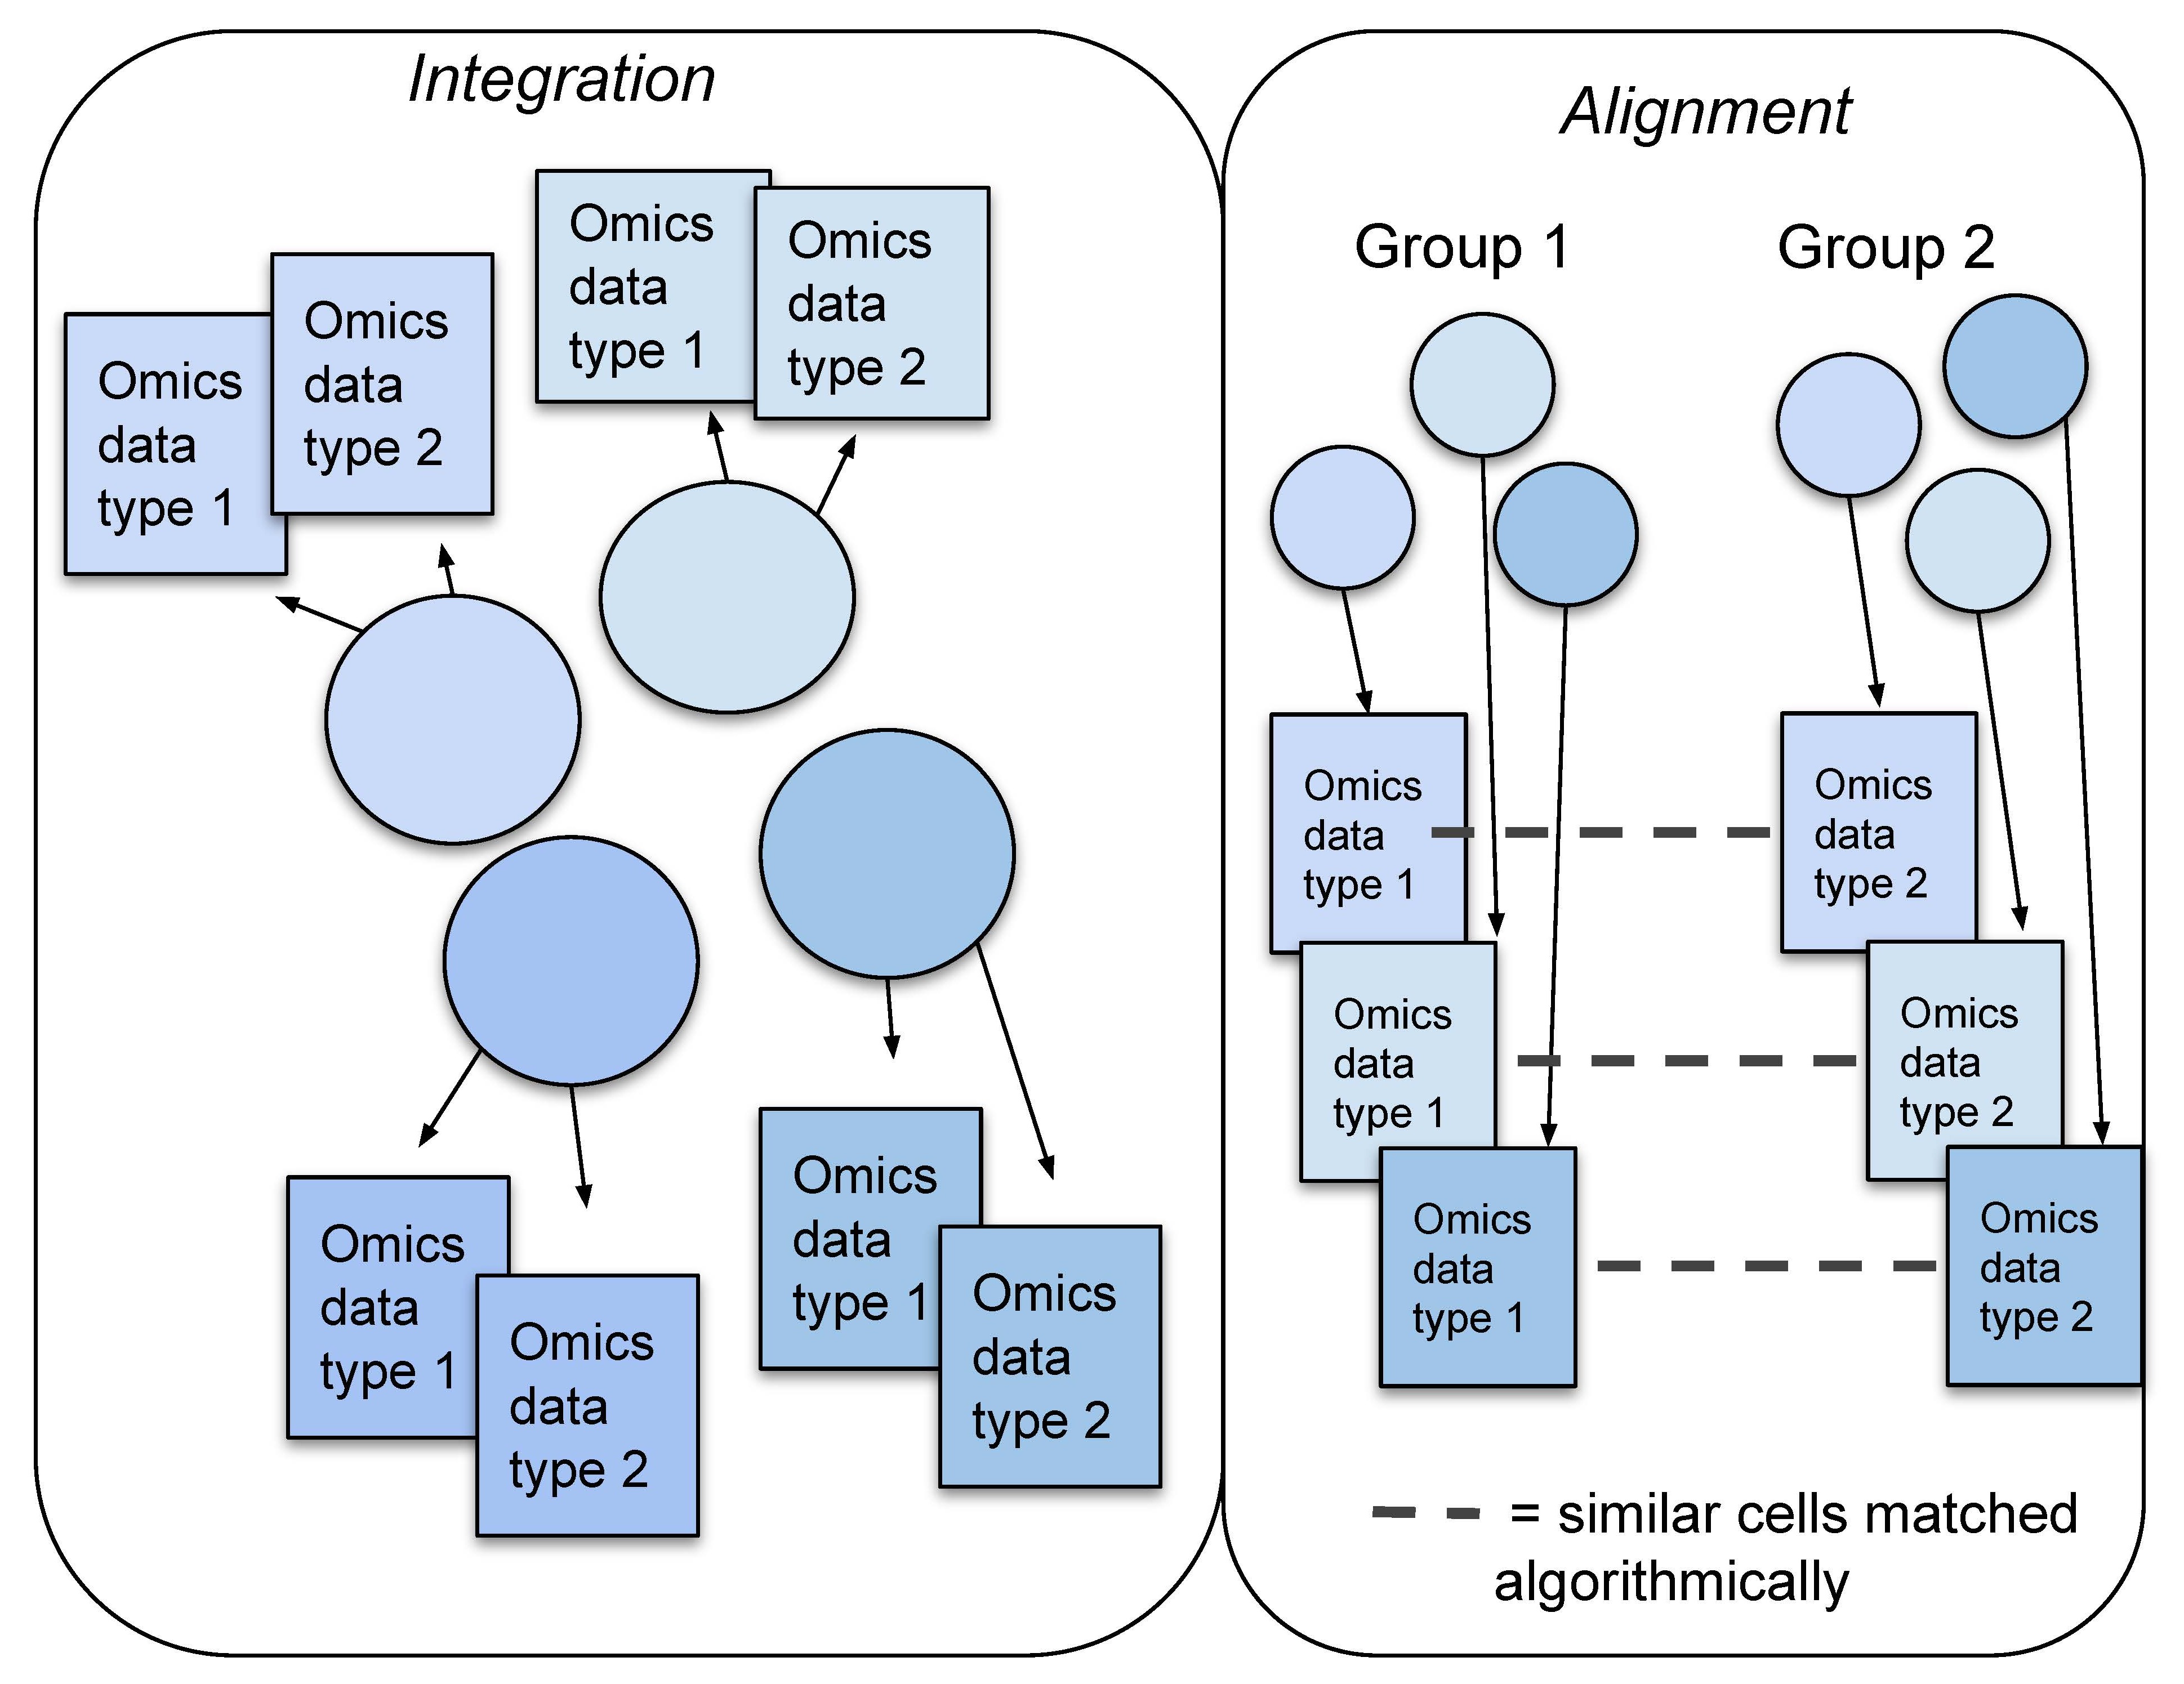 Integration
Omics
data
type 1
Omics
data
type 2
Omics
data
type 1
Omics
data
type 2
Omics
data
type 1
Omics
data
type 2
Omics
data
type 1
Omics
data
type 2
Alignment
Group 1
Group 2
Omics
data
type 1
Omics
data
type 2
Omics
data
type 1
Omics
data
type 2
Omics
data
type 1
Omics
data
type 2
= similar cells matched
algorithmically